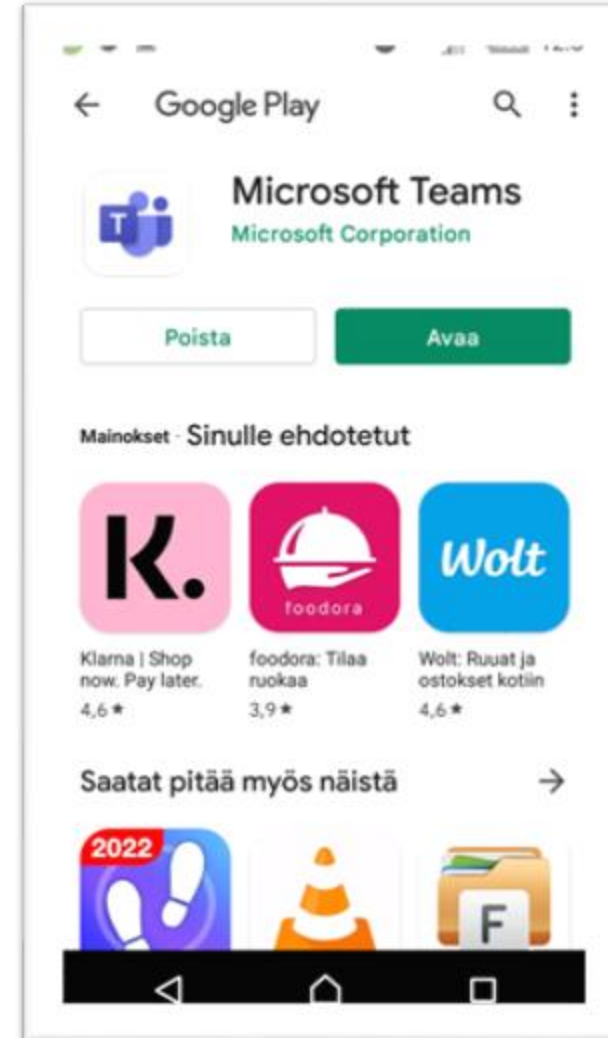 Google Play
Microsoft Teams
Microsoft Corporation
Poista
Avaa
Mainokset · Sinulle ehdotetut
K.
foodora
Wolt
Klarna | Shop now. Pay later.
4,6 ★
foodora: Tilaa ruokaa
3,9 ★
Wolt: Ruuat ja ostokset kotiin
4,6 ★
Saatat pitää myös näistä
2022
F